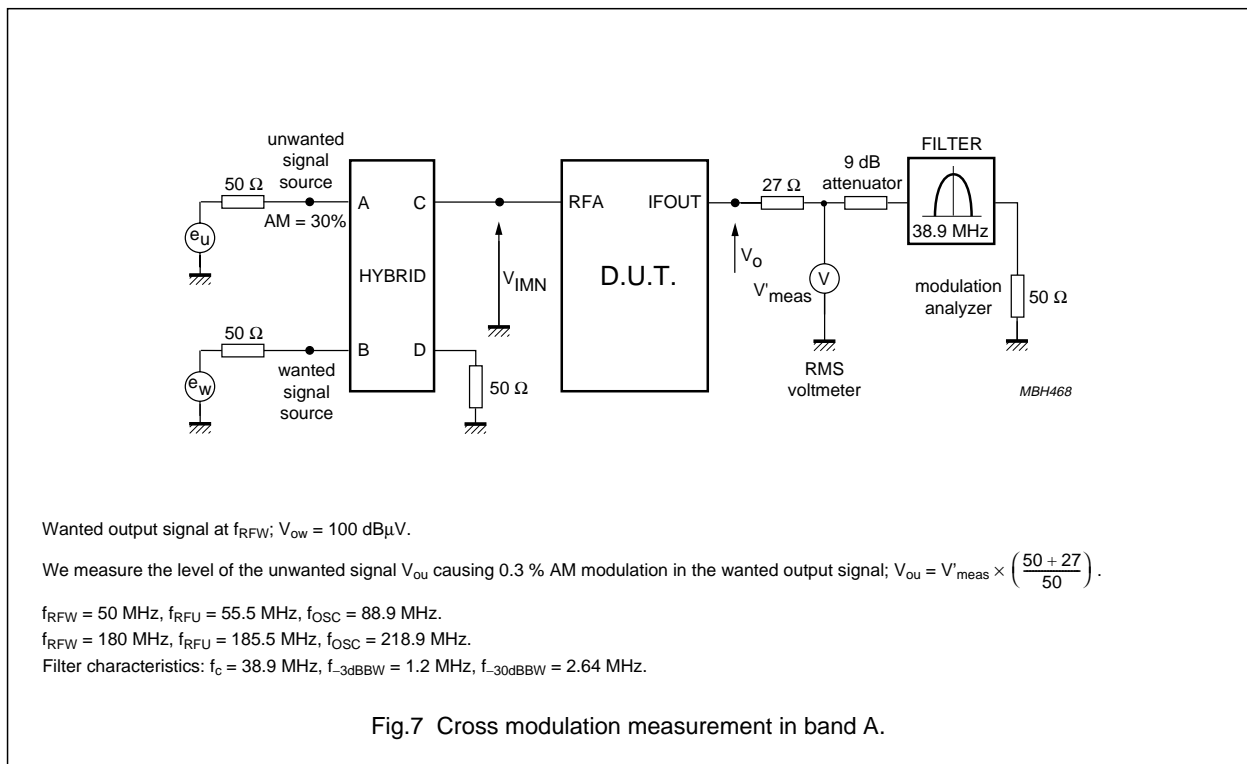 unwanted
signal
source
50 Ω
e_u
AM = 30%
A
C
HYBRID
B
D
50 Ω
e_w
wanted
signal
source
50 Ω
V_IMN
RFA
IFOUT
D.U.T.
V_o
27 Ω
V'_meas
V
RMS
voltmeter
9 dB
attenuator
FILTER
38.9 MHz
modulation
analyzer
50 Ω
MBH468
Wanted output signal at f_RFW; V_ow = 100 dBμV.
We measure the level of the unwanted signal V_ou causing 0.3 % AM modulation in the wanted output signal; V_ou = V'_meas × ( (50 + 27) / 50 ) .
f_RFW = 50 MHz, f_RFU = 55.5 MHz, f_OSC = 88.9 MHz.
f_RFW = 180 MHz, f_RFU = 185.5 MHz, f_OSC = 218.9 MHz.
Filter characteristics: f_c = 38.9 MHz, f_−3dBBW = 1.2 MHz, f_−30dBBW = 2.64 MHz.
Fig.7 Cross modulation measurement in band A.